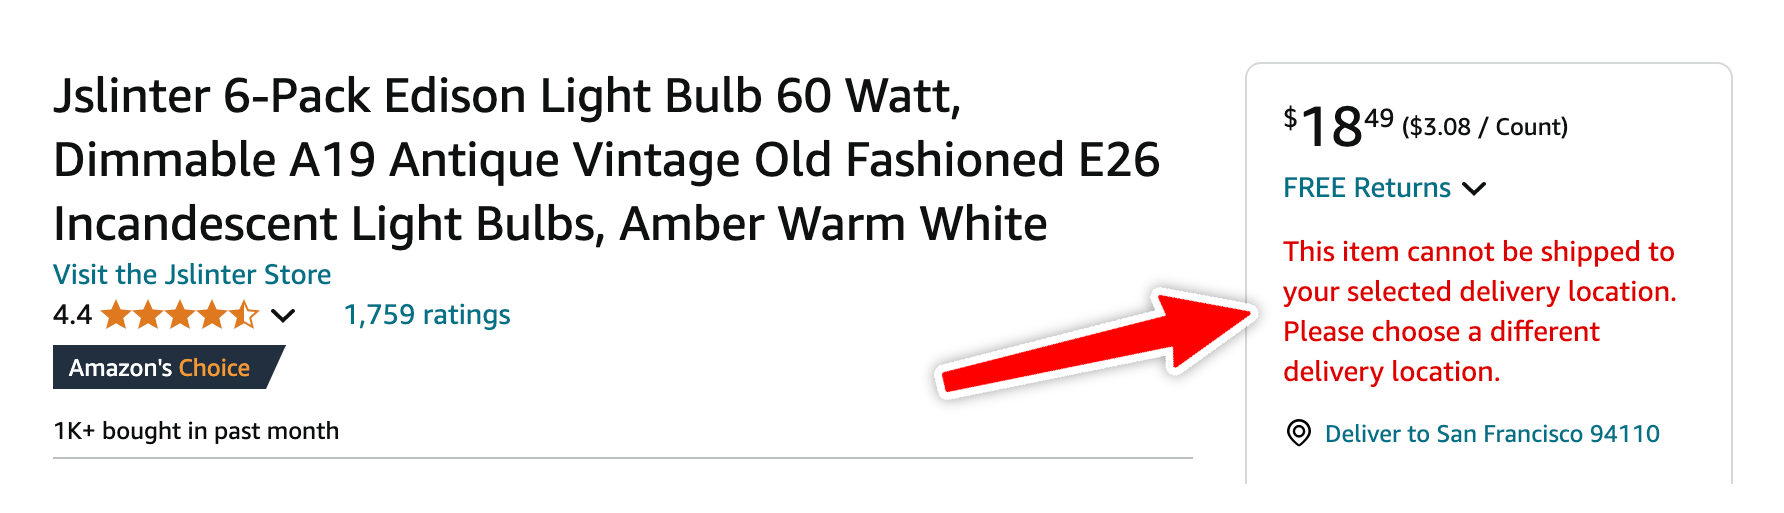 Jslinter 6-Pack Edison Light Bulb 60 Watt,
Dimmable A19 Antique Vintage Old Fashioned E26
Incandescent Light Bulbs, Amber Warm White
Visit the Jslinter Store
4.4 1,759 ratings
Amazon's Choice
1K+ bought in past month
$1849 ($3.08 / Count)
FREE Returns
This item cannot be shipped to
your selected delivery location.
Please choose a different
delivery location.
Deliver to San Francisco 94110